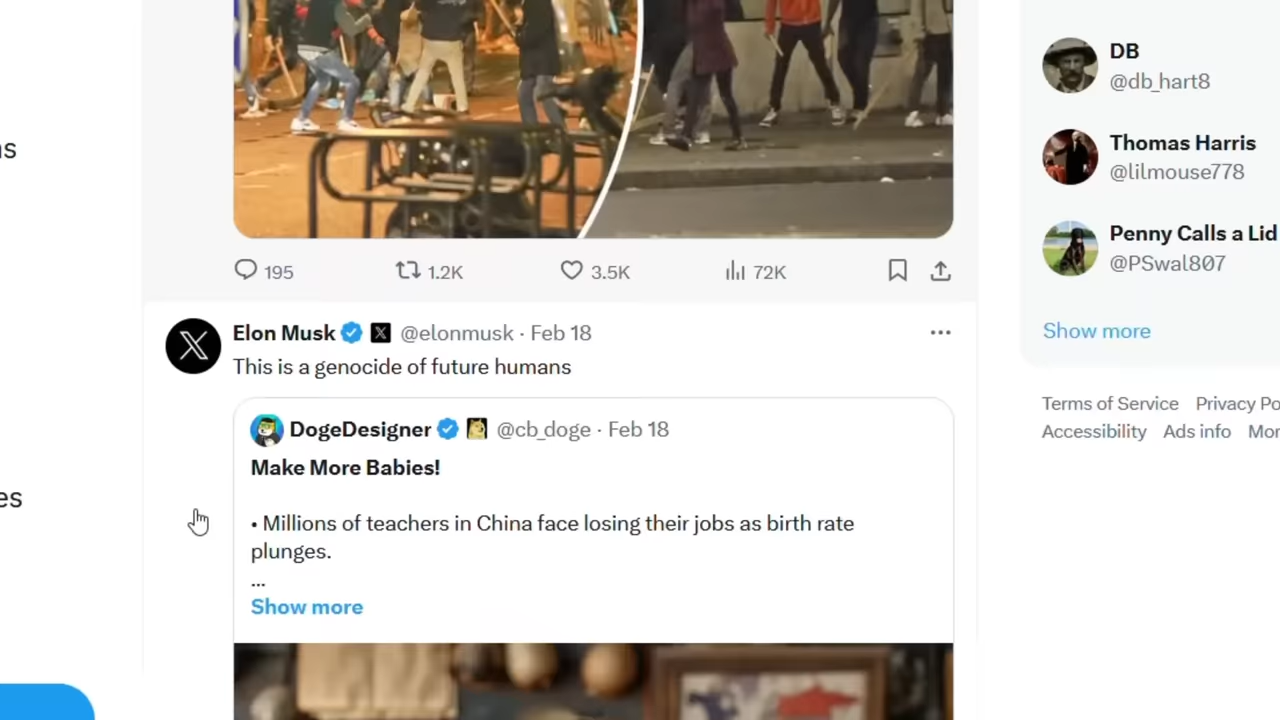 DB
@db_hart8
Thomas Harris
@lilmouse778
Penny Calls a Lid
@PSwal807
Show more
Terms of Service Privacy Po
Accessibility Ads info Mor
195 1.2K 3.5K 72K
Elon Musk @elonmusk · Feb 18
This is a genocide of future humans
DogeDesigner @cb_doge · Feb 18
Make More Babies!
• Millions of teachers in China face losing their jobs as birth rate
plunges.
...
Show more